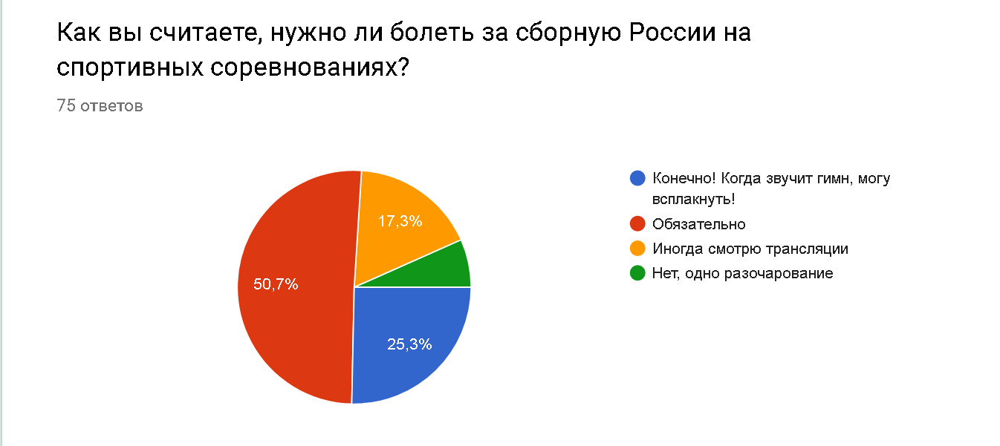 Как вы считаете, нужно ли болеть за сборную России на
спортивных соревнованиях?
75 ответов
17,3%
50,7%
25,3%
Конечно! Когда звучит гимн, могу
всплакнуть!
Обязательно
Иногда смотрю трансляции
Нет, одно разочарование